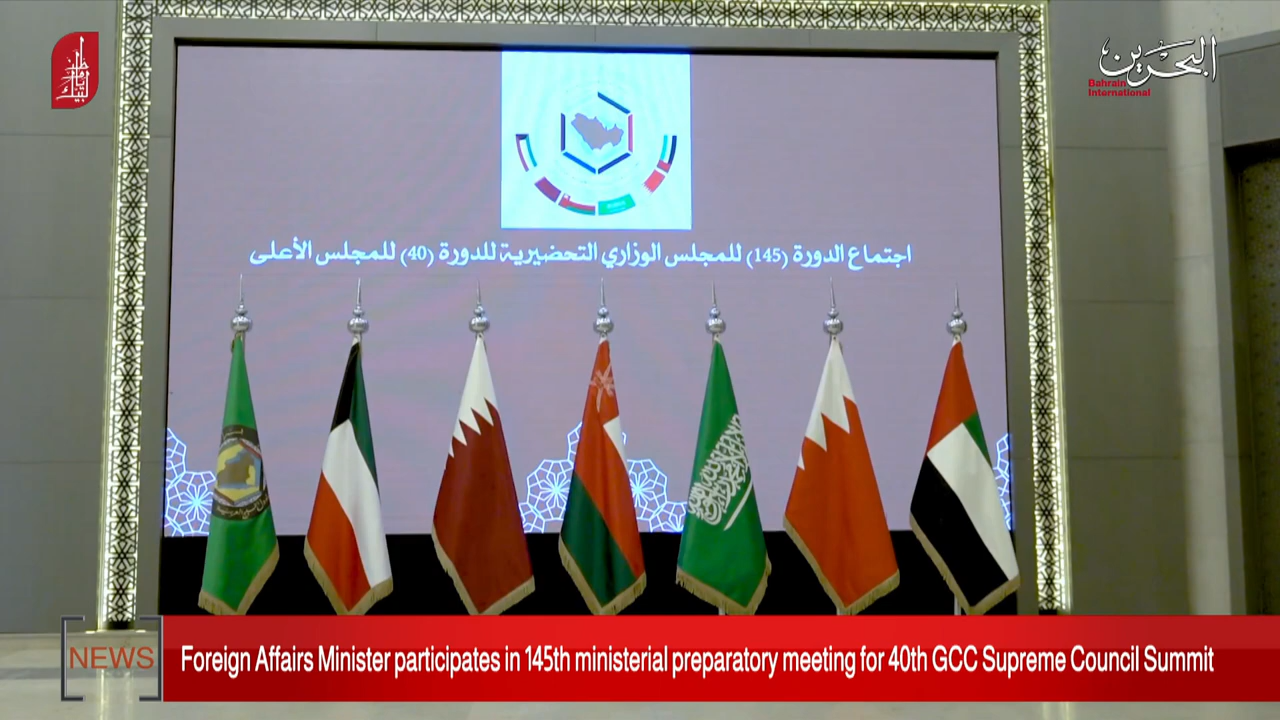 البحرين
Bahrain
International
اجتماع الدورة (145) للمجلس الوزاري التحضيرية للدورة (40) للمجلس الأعلى
NEWS
Foreign Affairs Minister participates in 145th ministerial preparatory meeting for 40th GCC Supreme Council Summit